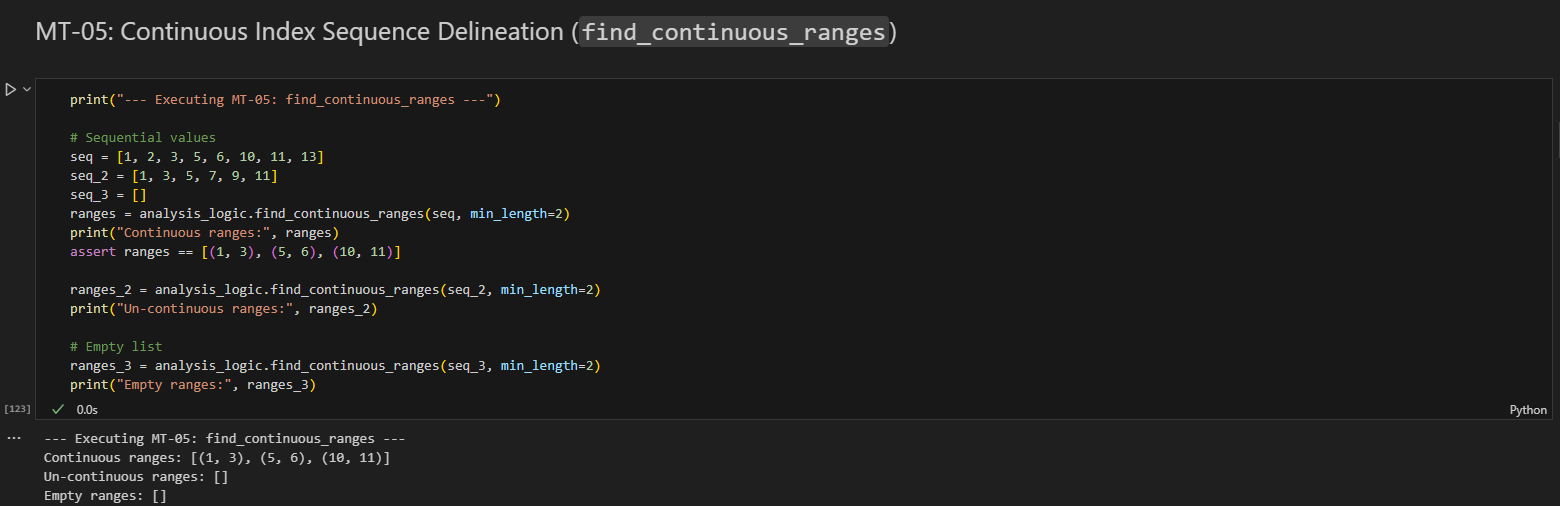 MT-05: Continuous Index Sequence Delineation (find_continuous_ranges)
print("--- Executing MT-05: find_continuous_ranges ---")
# Sequential values
seq = [1, 2, 3, 5, 6, 10, 11, 13]
seq_2 = [1, 3, 5, 7, 9, 11]
seq_3 = []
ranges = analysis_logic.find_continuous_ranges(seq, min_length=2)
print("Continuous ranges:", ranges)
assert ranges == [(1, 3), (5, 6), (10, 11)]
ranges_2 = analysis_logic.find_continuous_ranges(seq_2, min_length=2)
print("Un-continuous ranges:", ranges_2)
# Empty list
ranges_3 = analysis_logic.find_continuous_ranges(seq_3, min_length=2)
print("Empty ranges:", ranges_3)
[123] 0.0s Python
--- Executing MT-05: find_continuous_ranges ---
Continuous ranges: [(1, 3), (5, 6), (10, 11)]
Un-continuous ranges: []
Empty ranges: []